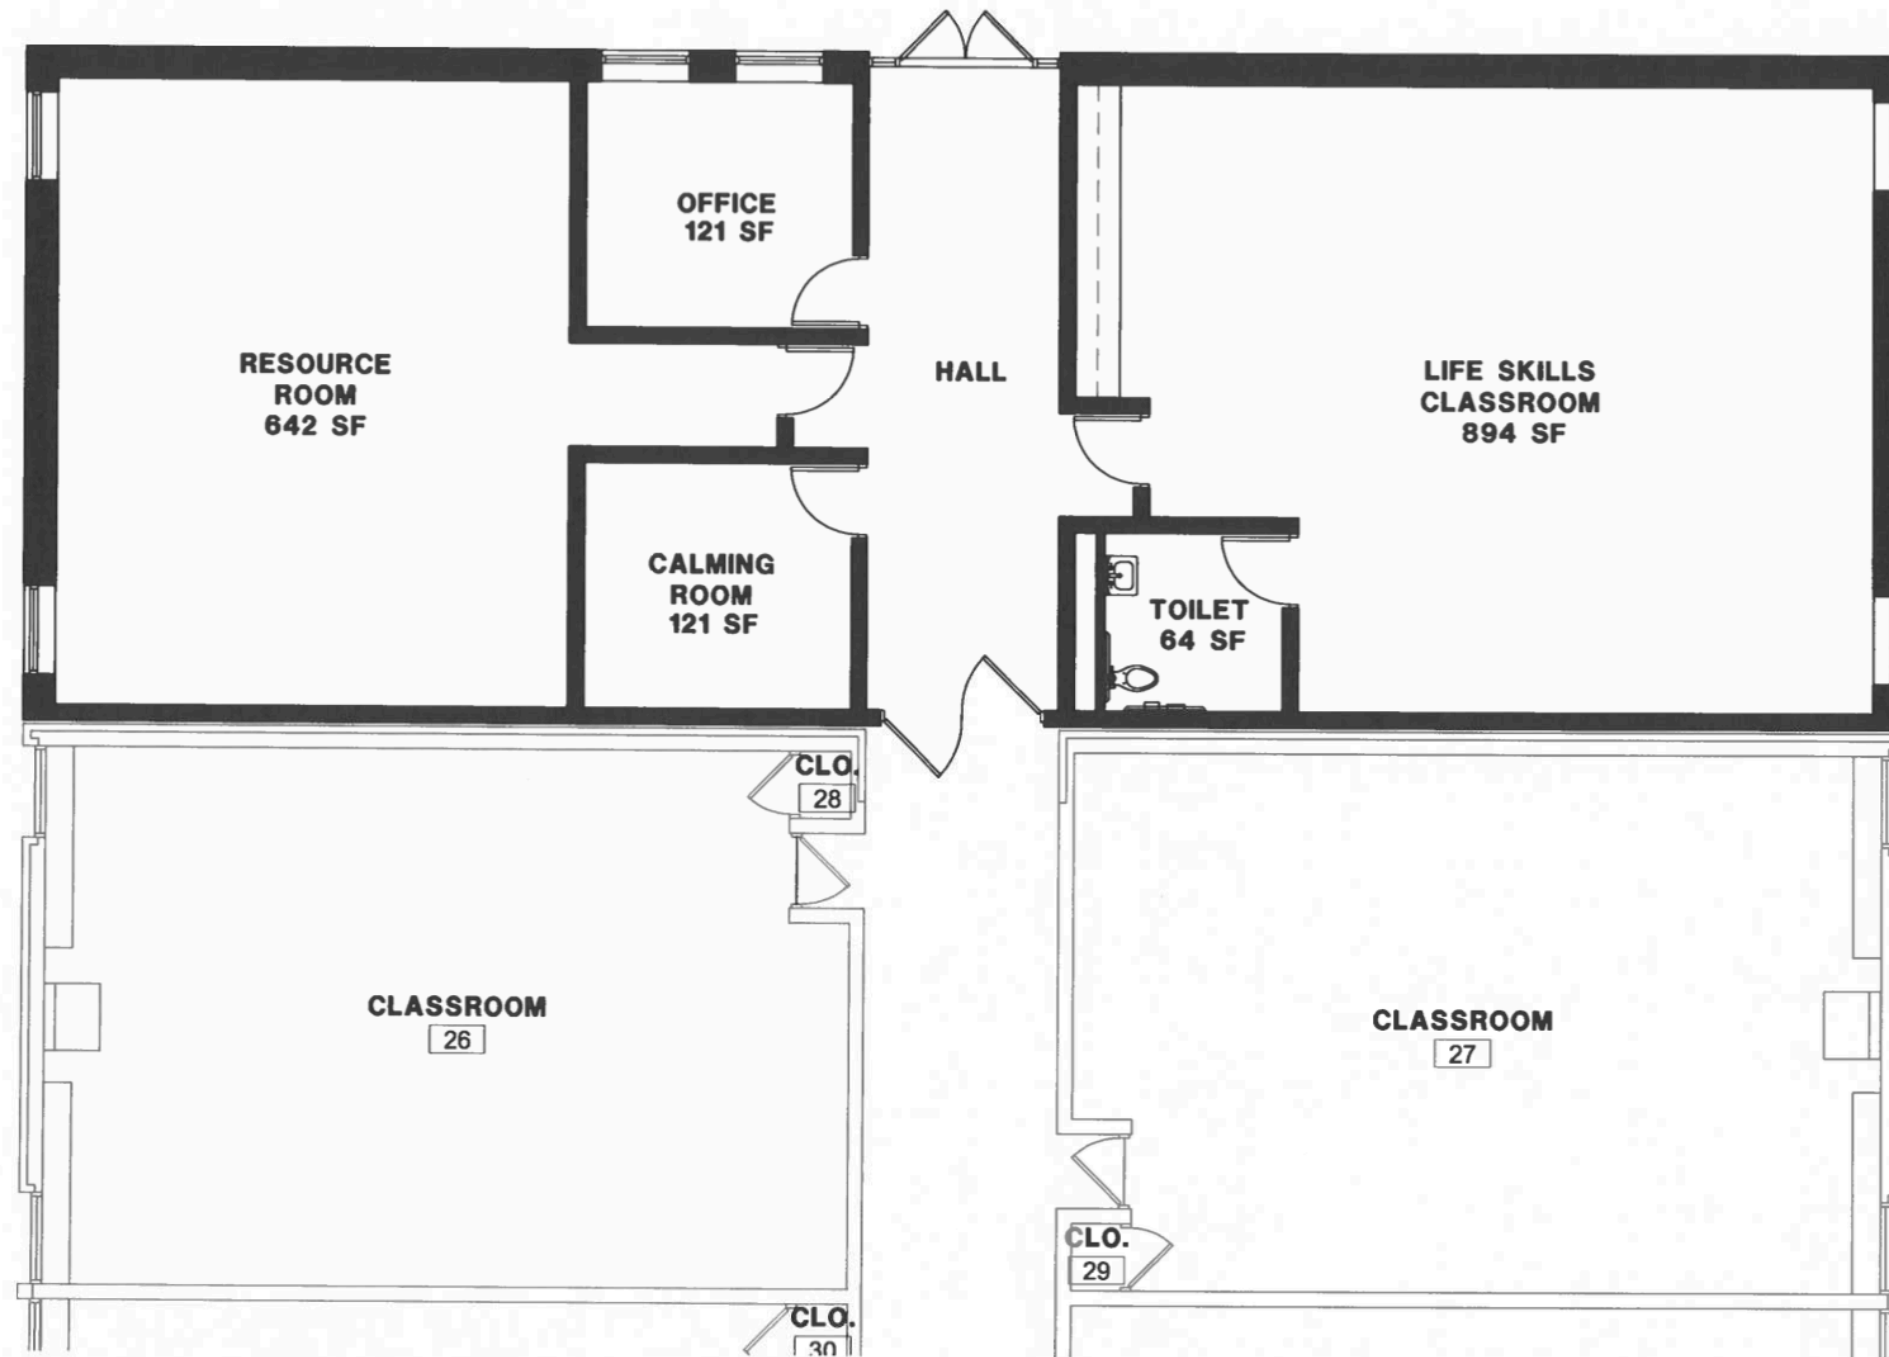 OFFICE
121 SF
RESOURCE
ROOM
642 SF
HALL
LIFE SKILLS
CLASSROOM
894 SF
CALMING
ROOM
121 SF
TOILET
64 SF
CLO.
28
CLASSROOM
26
CLASSROOM
27
CLO.
29
CLO.
30